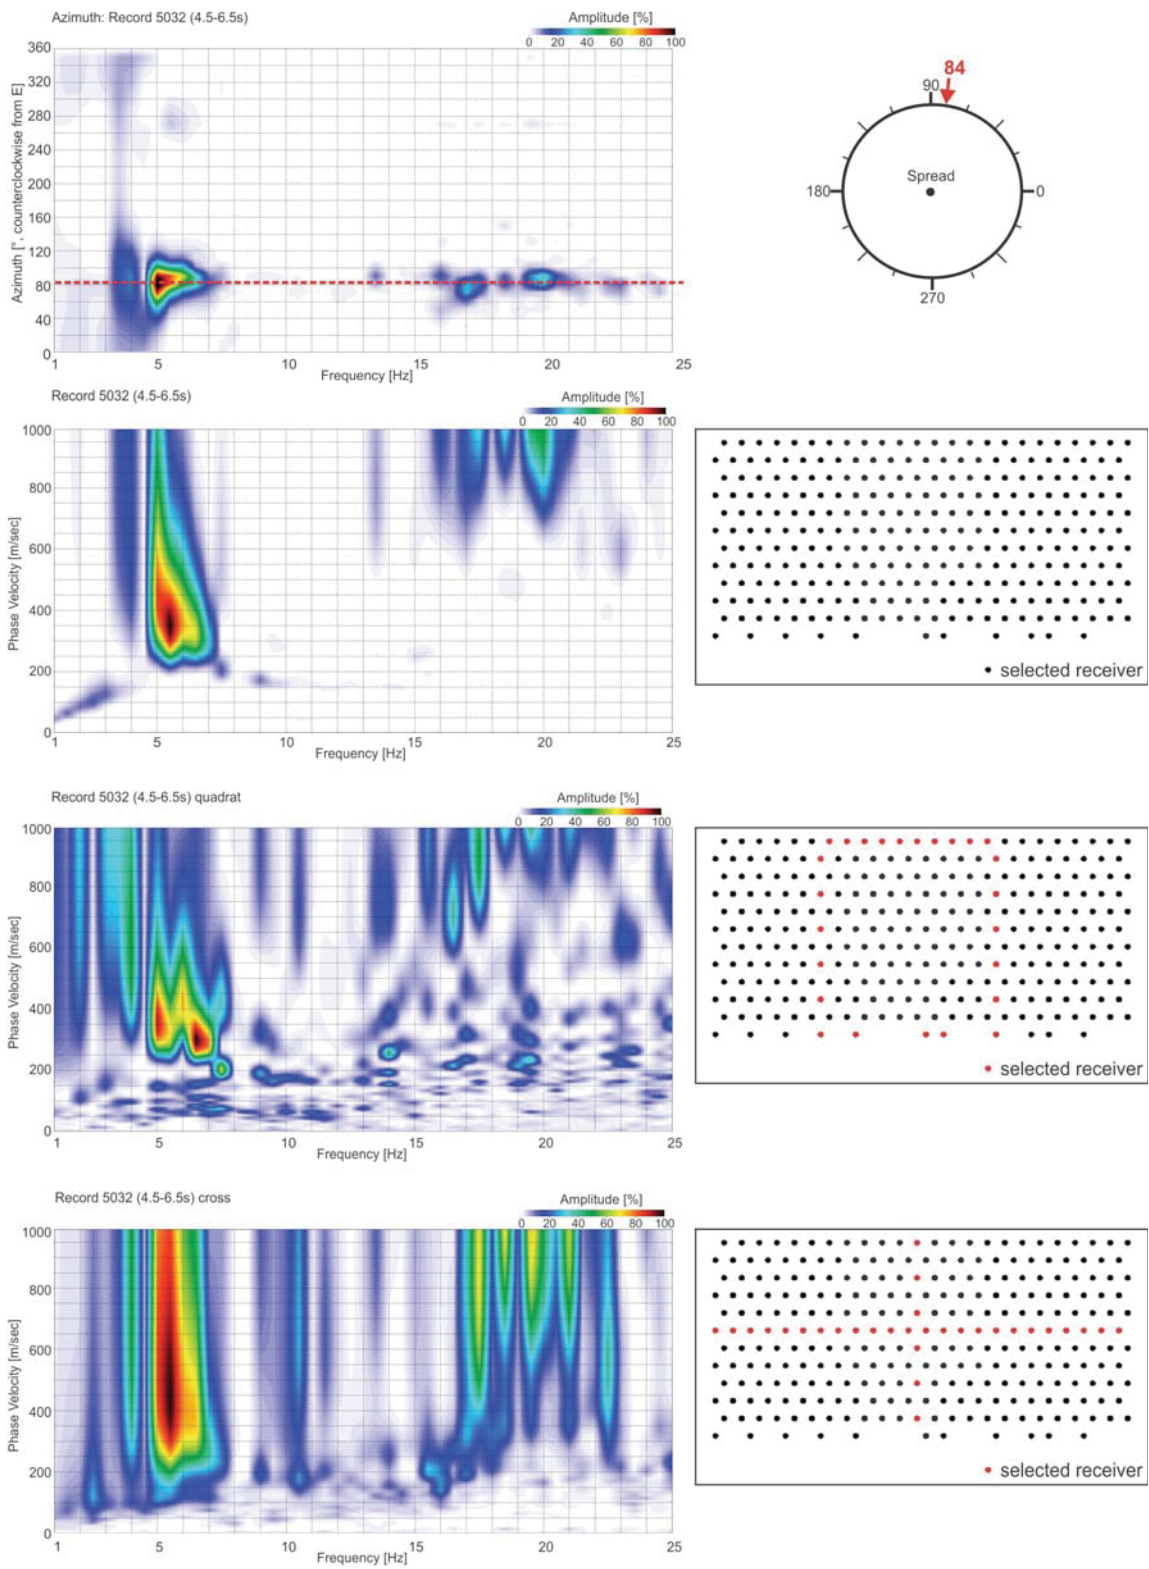 Azimuth: Record 5032 (4.5-6.5s)
Amplitude [%]
0 20 40 60 80 100
360
320
280
240
200
160
120
80
40
0
Azimuth [°, counterclockwise from E]
1 5 10 15 20 25
Frequency [Hz]
84
90
Spread
180
0
270
Record 5032 (4.5-6.5s)
Amplitude [%]
0 20 40 60 80 100
1000
800
600
400
200
0
Phase Velocity [m/sec]
1 5 10 15 20 25
Frequency [Hz]
selected receiver
Record 5032 (4.5-6.5s) quadrat
Amplitude [%]
0 20 40 60 80 100
1000
800
600
400
200
0
Phase Velocity [m/sec]
1 5 10 15 20 25
Frequency [Hz]
selected receiver
Record 5032 (4.5-6.5s) cross
Amplitude [%]
0 20 40 60 80 100
1000
800
600
400
200
0
Phase Velocity [m/sec]
1 5 10 15 20 25
Frequency [Hz]
selected receiver